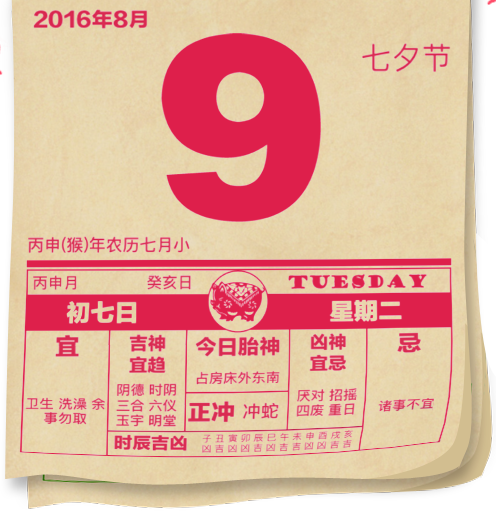 2016年8月
9
七夕节
丙申(猴)年农历七月小
丙申月
癸亥日
TUESDAY
初七日
星期二
宜
卫生 洗澡 余
事勿取
吉神
宜趋
阴德 时阴
三合 六仪
玉宇 明堂
今日胎神
占房床外东南
正冲 冲蛇
凶神
宜忌
厌对 招摇
四废 重日
忌
诸事不宜
时辰吉凶
子丑寅卯辰巳午未申酉戌亥
凶吉凶凶吉吉凶吉凶凶吉吉